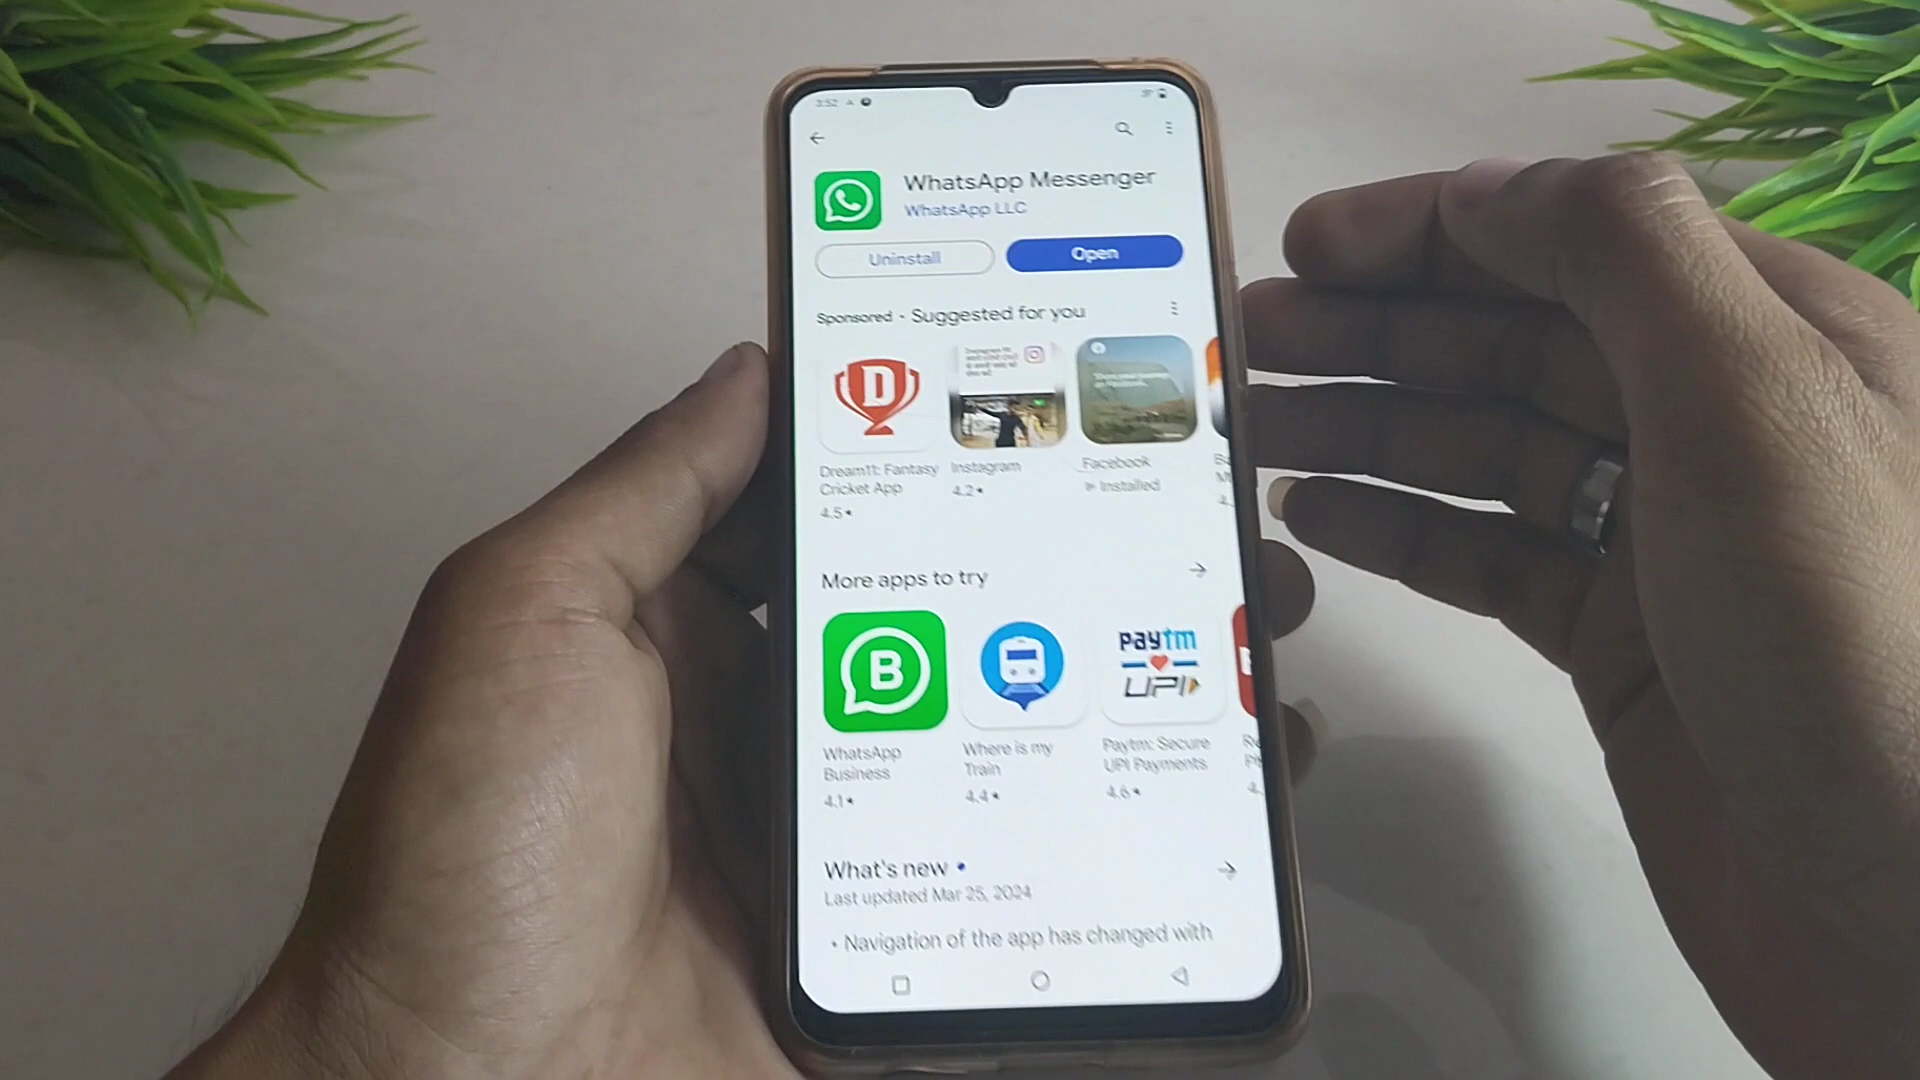 3:52
WhatsApp Messenger
WhatsApp LLC
Uninstall
Open
Sponsored • Suggested for you
D
Dream11: Fantasy
Cricket App
4.5★
Instagram
4.2★
Facebook
Installed
More apps to try
B
WhatsApp
Business
4.1★
Where is my
Train
4.4★
paytm
UPI
Paytm: Secure
UPI Payments
4.6★
What's new •
Last updated Mar 25, 2024
• Navigation of the app has changed with